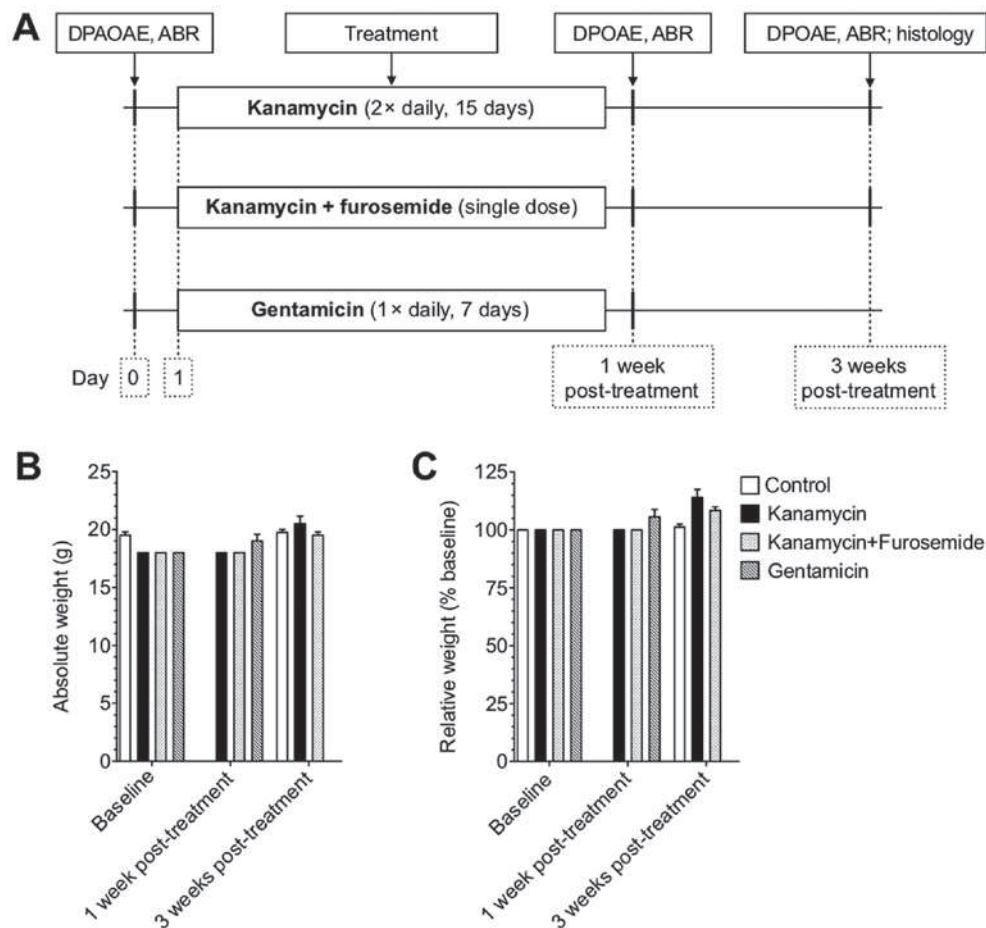 A
DPAOAE, ABR
Treatment
DPOAE, ABR
DPOAE, ABR; histology
Kanamycin (2× daily, 15 days)
Kanamycin + furosemide (single dose)
Gentamicin (1× daily, 7 days)
Day 0 1
1 week
post-treatment
3 weeks
post-treatment
B
Absolute weight (g)
25
20
15
10
5
0
Baseline
1 week post-treatment
3 weeks post-treatment
C
Relative weight (% baseline)
125
100
75
50
25
0
Baseline
1 week post-treatment
3 weeks post-treatment
Control
Kanamycin
Kanamycin+Furosemide
Gentamicin